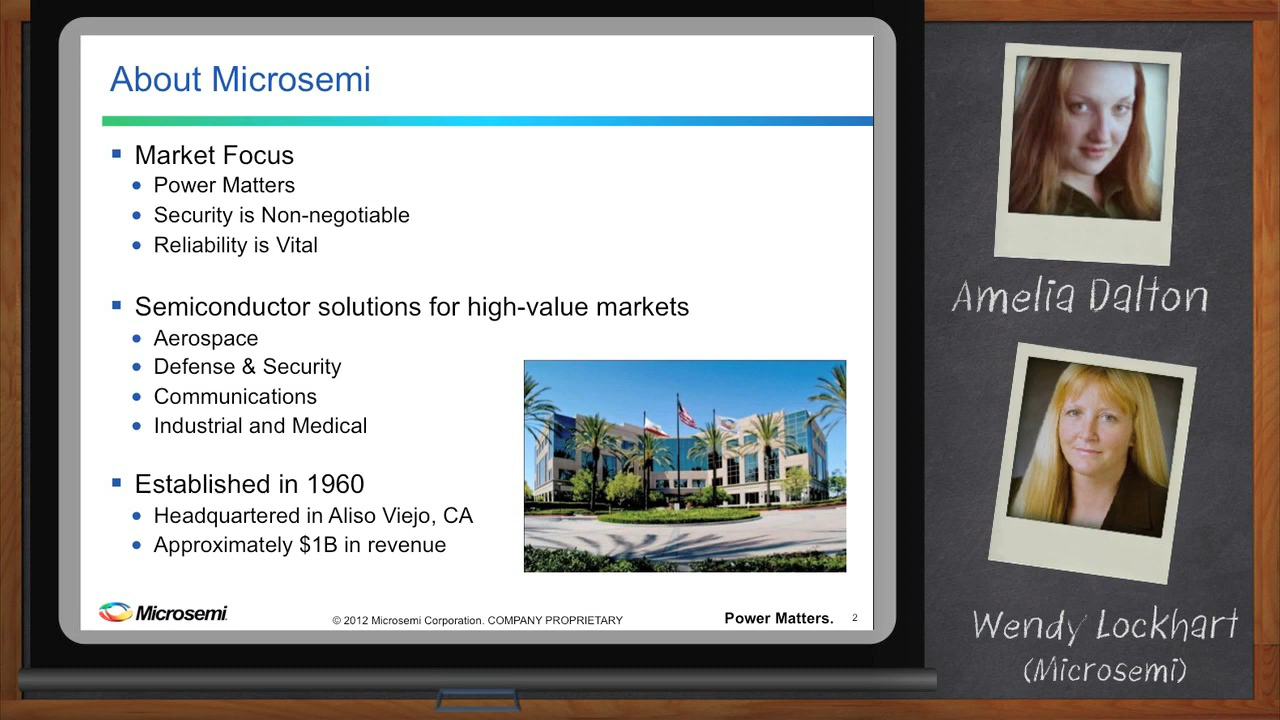 About Microsemi
Market Focus
Power Matters
Security is Non-negotiable
Reliability is Vital
Semiconductor solutions for high-value markets
Aerospace
Defense & Security
Communications
Industrial and Medical
Established in 1960
Headquartered in Aliso Viejo, CA
Approximately $1B in revenue
Microsemi
© 2012 Microsemi Corporation. COMPANY PROPRIETARY
Power Matters.
2
Amelia Dalton
Wendy Lockhart
(Microsemi)